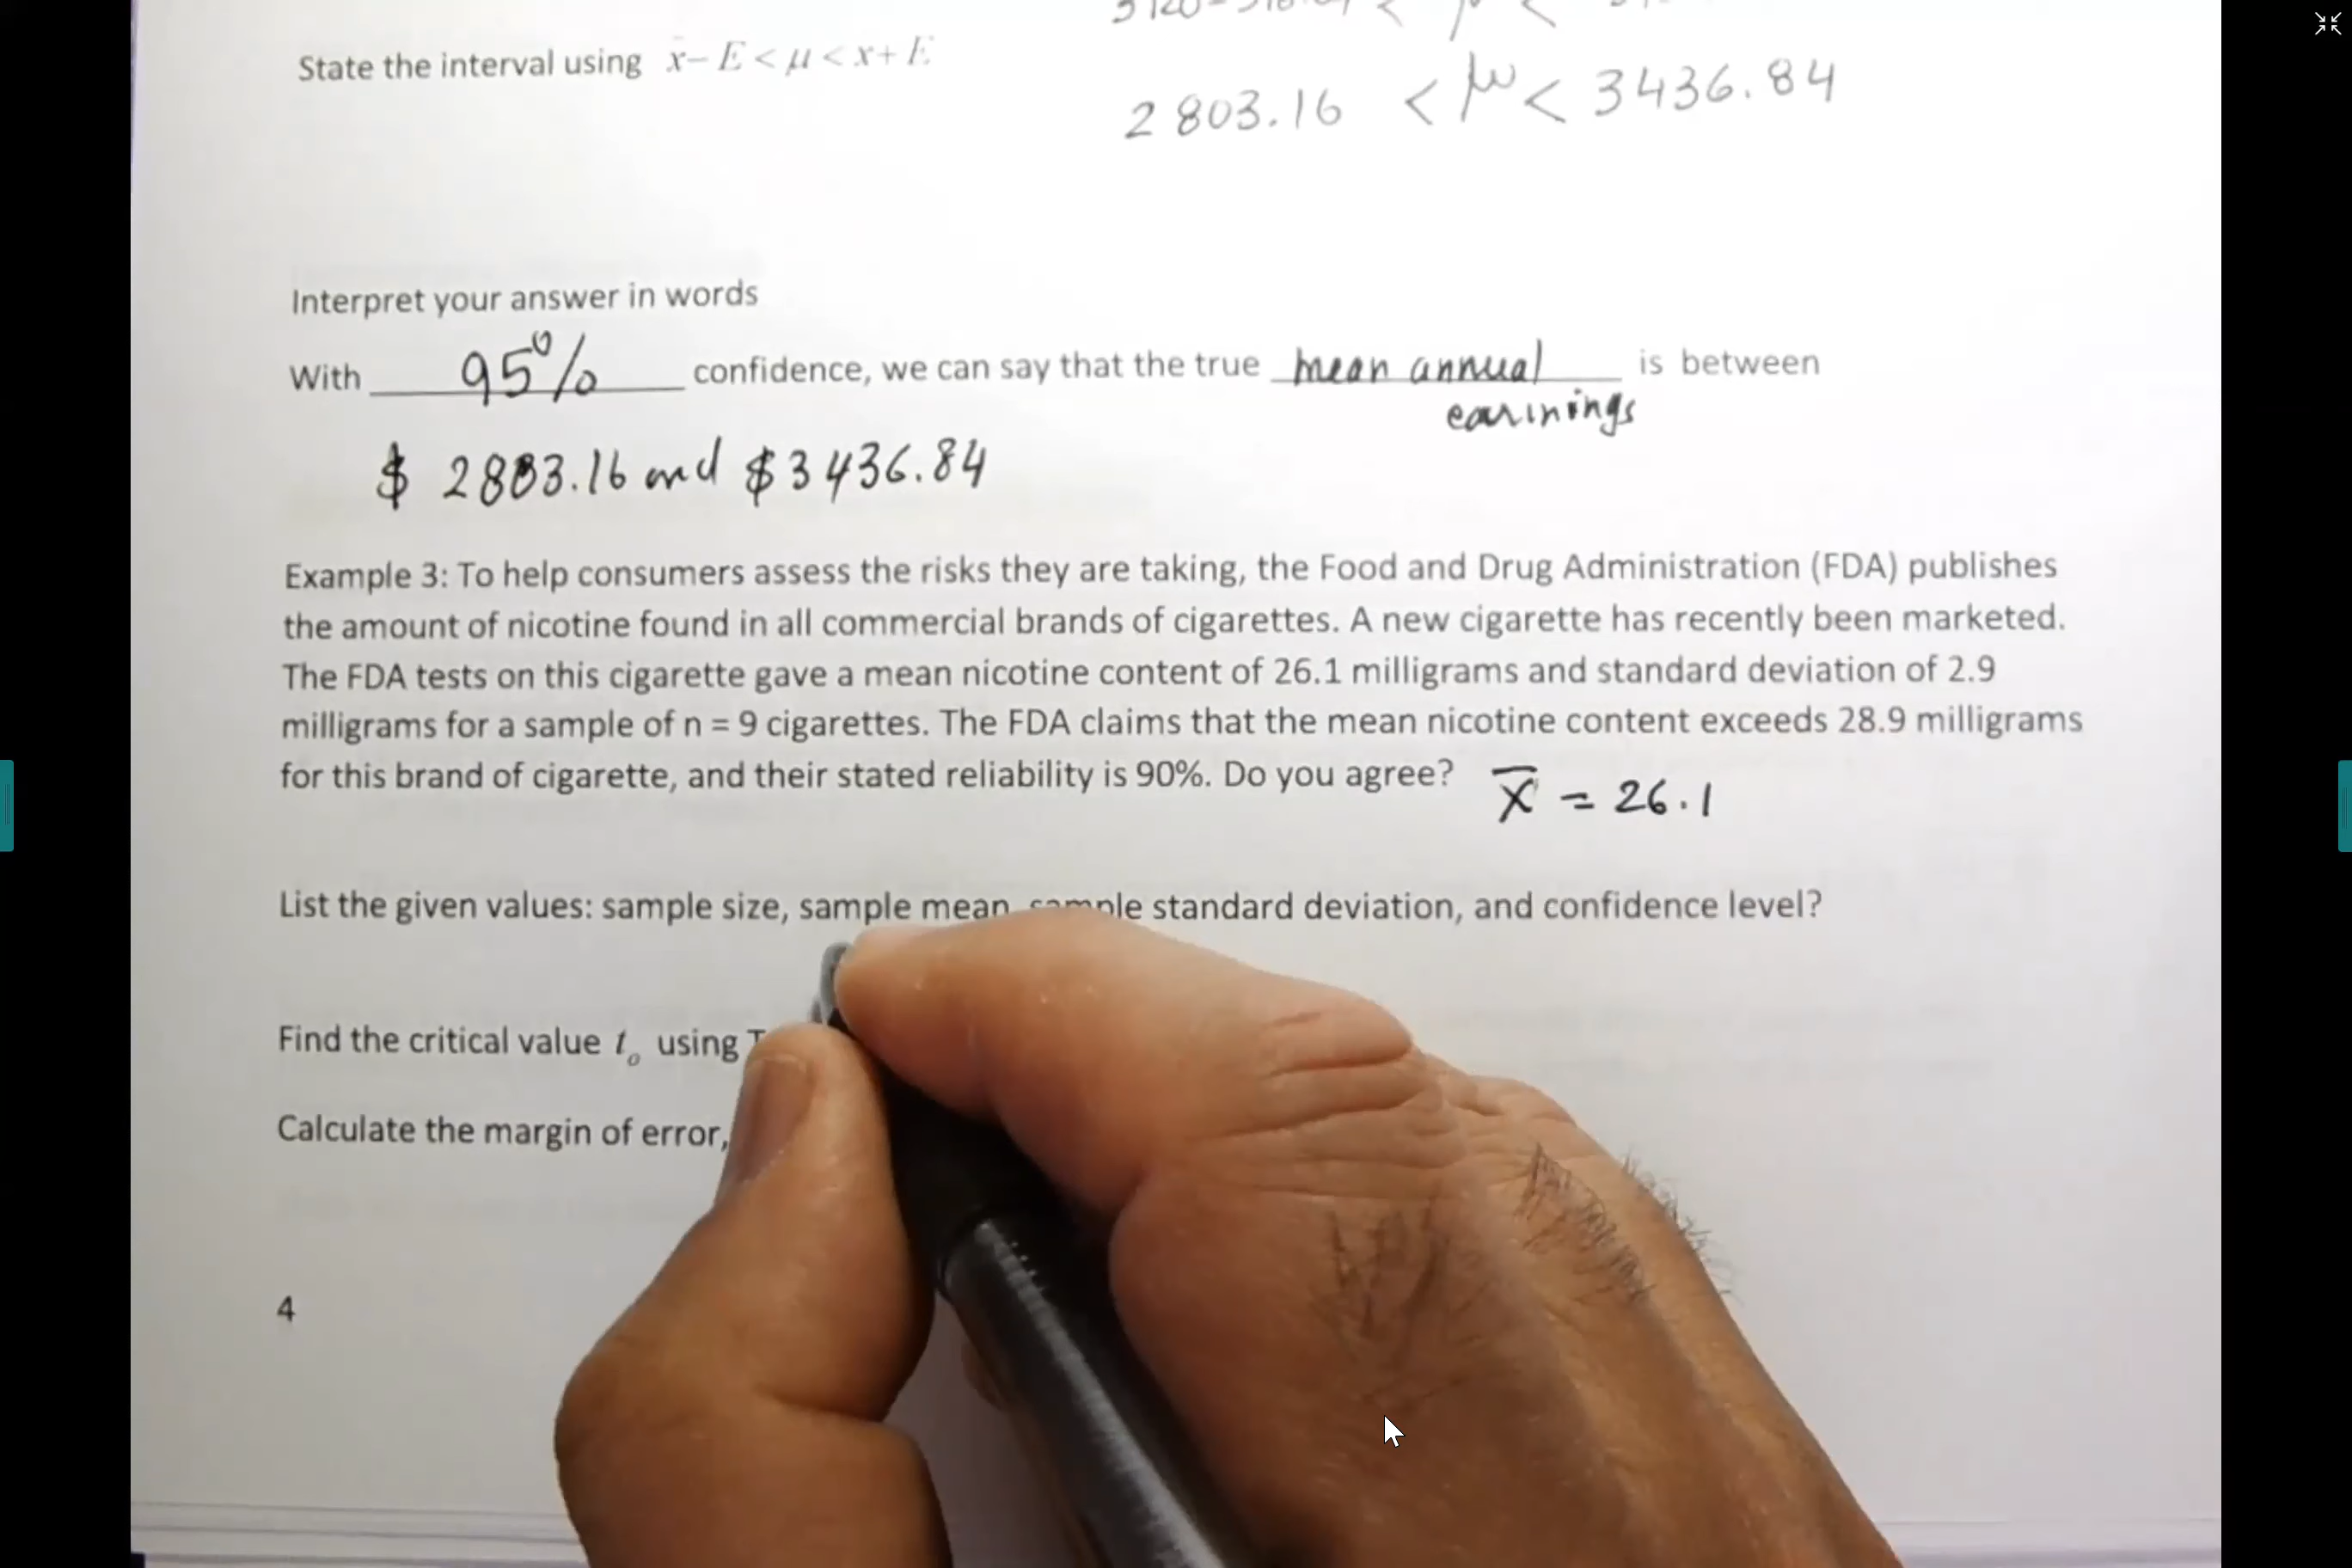 State the interval using x̄ - E < μ < x + E
2803.16 < μ < 3436.84
Interpret your answer in words
With 95% confidence, we can say that the true mean annual is between
earinings
$ 2803.16 and $3436.84
Example 3: To help consumers assess the risks they are taking, the Food and Drug Administration (FDA) publishes
the amount of nicotine found in all commercial brands of cigarettes. A new cigarette has recently been marketed.
The FDA tests on this cigarette gave a mean nicotine content of 26.1 milligrams and standard deviation of 2.9
milligrams for a sample of n = 9 cigarettes. The FDA claims that the mean nicotine content exceeds 28.9 milligrams
for this brand of cigarette, and their stated reliability is 90%. Do you agree? x̄ = 26.1
List the given values: sample size, sample mean, sample standard deviation, and confidence level?
Find the critical value tₒ using
Calculate the margin of error,
4